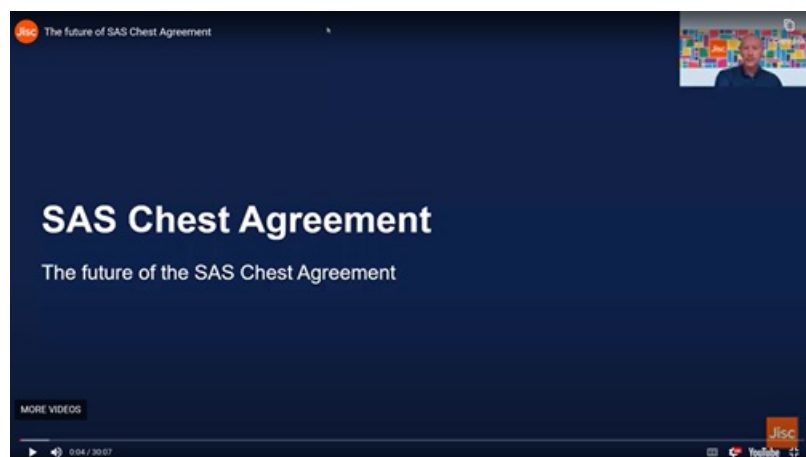 Jisc
The future of SAS Chest Agreement
Jisc
SAS Chest Agreement
The future of the SAS Chest Agreement
MORE VIDEOS
Jisc
0:04 / 30:07
YouTube